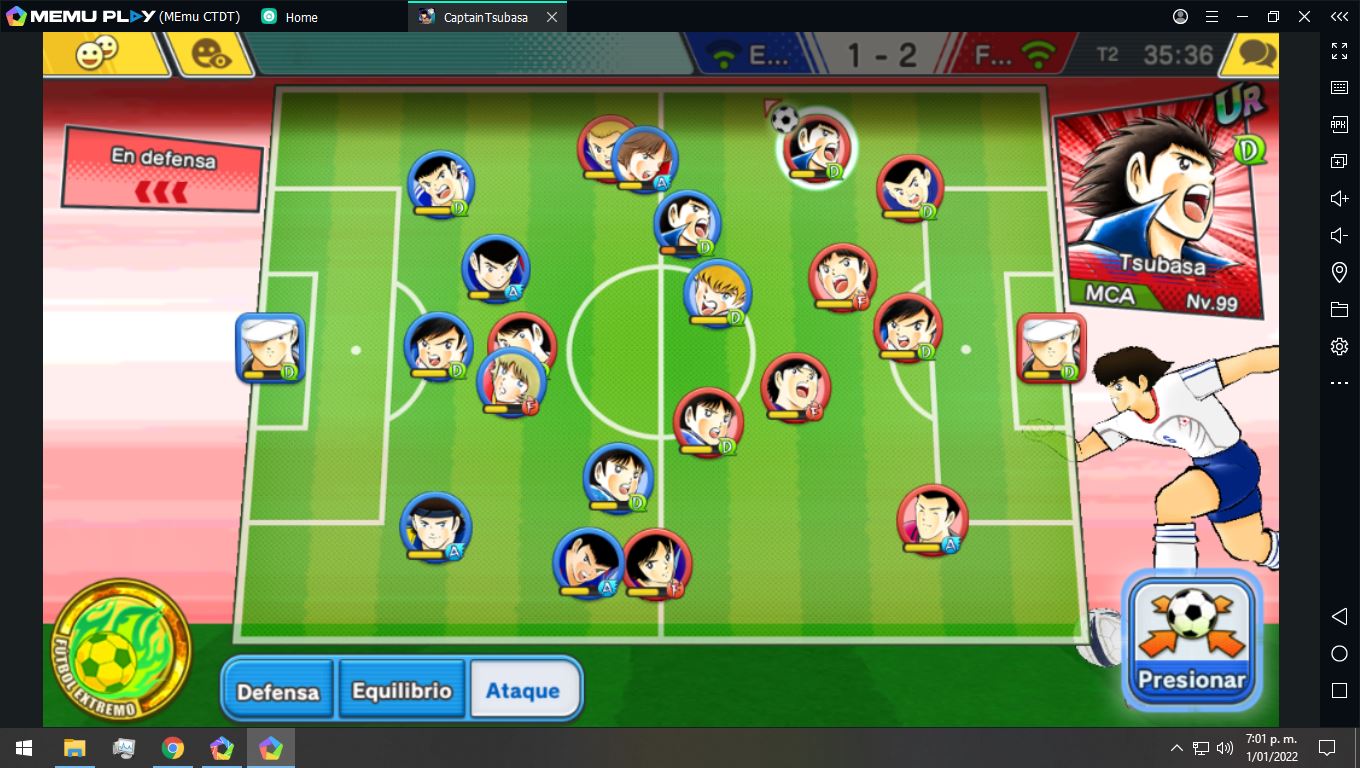 MEMU PLAY (MEmu CTDT)
Home
CaptainTsubasa
E...
1 - 2
F...
T2
35:36
En defensa
UR
D
Tsubasa
MCA
Nv.99
D
A
D
D
D
A
F
D
D
D
D
D
F
F
D
D
A
A
F
A
FUTBOL EXTREMO
Defensa
Equilibrio
Ataque
Presionar
APK
7:01 p. m.
1/01/2022